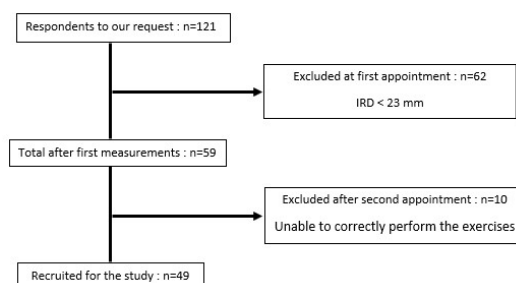 Respondents to our request : n=121
Excluded at first appointment : n=62
IRD < 23 mm
Total after first measurements : n=59
Excluded after second appointment : n=10
Unable to correctly perform the exercises
Recruited for the study : n=49